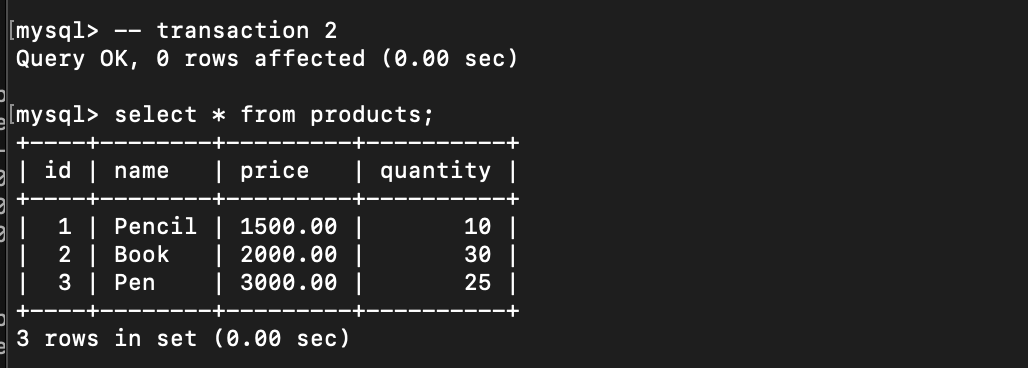 [mysql> -- transaction 2
Query OK, 0 rows affected (0.00 sec)
[mysql> select * from products;
+----+--------+---------+----------+
| id | name   | price   | quantity |
+----+--------+---------+----------+
|  1 | Pencil | 1500.00 |       10 |
|  2 | Book   | 2000.00 |       30 |
|  3 | Pen    | 3000.00 |       25 |
+----+--------+---------+----------+
3 rows in set (0.00 sec)